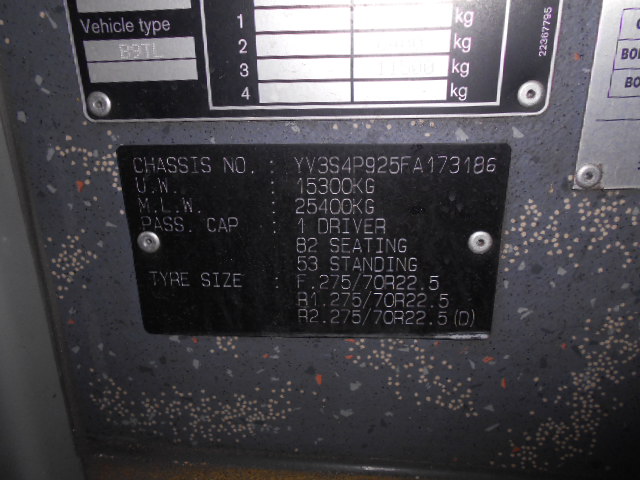 Vehicle type
B9TL
1 kg
2 kg
3 kg
4 kg
22367795
CHASSIS NO. : YV3S4P925FA173186
U.W. : 15300KG
M.L.W. : 25400KG
PASS. CAP : 1 DRIVER
82 SEATING
53 STANDING
TYRE SIZE : F.275/70R22.5
R1.275/70R22.5
R2.275/70R22.5(D)